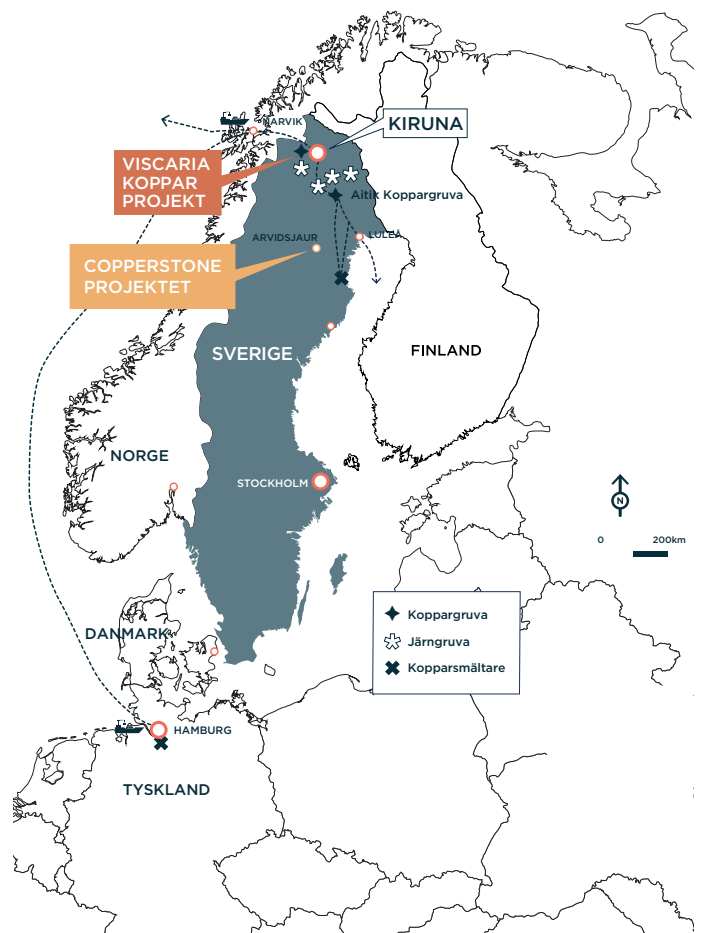 NARVIK
KIRUNA
VISCARIA
KOPPAR
PROJEKT
Aitik Koppargruva
ARVIDSJAUR
LULEÅ
COPPERSTONE
PROJEKTET
SVERIGE
FINLAND
NORGE
STOCKHOLM
N
0 200km
Koppargruva
Järngruva
Kopparsmältare
DANMARK
HAMBURG
TYSKLAND